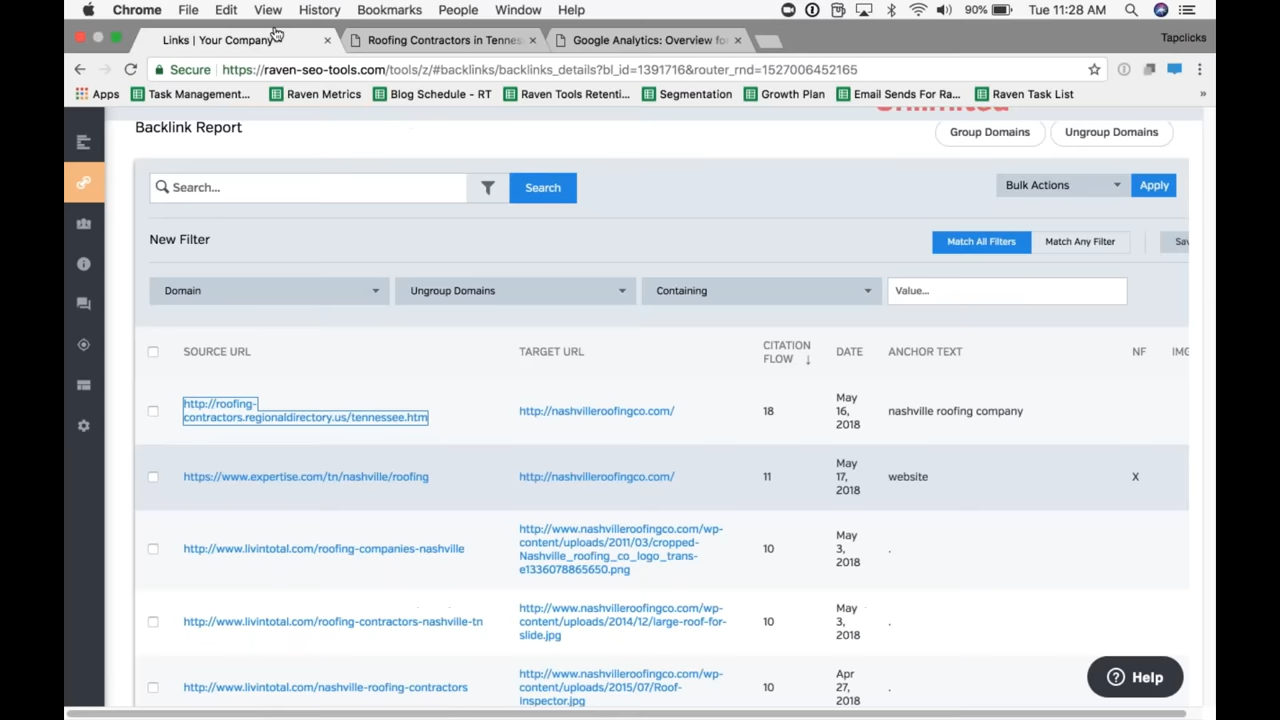 Chrome File Edit View History Bookmarks People Window Help 90% Tue 11:28 AM
Links | Your Company Roofing Contractors in Tennes Google Analytics: Overview fo Tapclicks
Secure https://raven-seo-tools.com/tools/z/#backlinks/backlinks_details?bl_id=1391716&router_rnd=1527006452165
Apps Task Management... Raven Metrics Blog Schedule - RT Raven Tools Retenti... Segmentation Growth Plan Email Sends For Ra... Raven Task List »
Unlimited
Backlink Report Group Domains Ungroup Domains
Search... Search Bulk Actions Apply
New Filter Match All Filters Match Any Filter Sav
Domain Ungroup Domains Containing Value...
SOURCE URL TARGET URL CITATION FLOW ↓ DATE ANCHOR TEXT NF IMG
http://roofing-
contractors.regionaldirectory.us/tennessee.htm http://nashvilleroofingco.com/ 18 May 16, 2018 nashville roofing company
https://www.expertise.com/tn/nashville/roofing http://nashvilleroofingco.com/ 11 May 17, 2018 website X
http://www.livintotal.com/roofing-companies-nashville
http://www.nashvilleroofingco.com/wp-
content/uploads/2011/03/cropped-
Nashville_roofing_co_logo_trans-
e1336078865650.png
10 May 3, 2018 .
http://www.livintotal.com/roofing-contractors-nashville-tn
http://www.nashvilleroofingco.com/wp-
content/uploads/2014/12/large-roof-for-
slide.jpg
10 May 3, 2018 .
http://www.livintotal.com/nashville-roofing-contractors
http://www.nashvilleroofingco.com/wp-
content/uploads/2015/07/Roof-
Inspector.jpg
10 Apr 27, 2018 .
Help